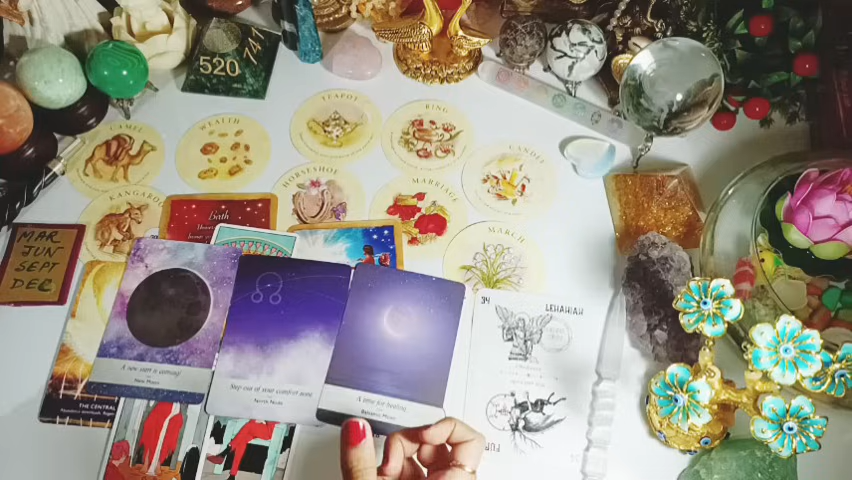 520
741
TEAPOT
RING
CAMEL
WEALTH
CANDLE
HORSESHOE
MARRIAGE
KANGAROO
MARCH
Bath
MAR
JUN
SEPT
DEC
34
LEHAHIAH
A new start is coming!
New Moon
Step out of your comfort zone
North Node
A time for healing
Balsamic Moon
THE CENTRAL
FUR